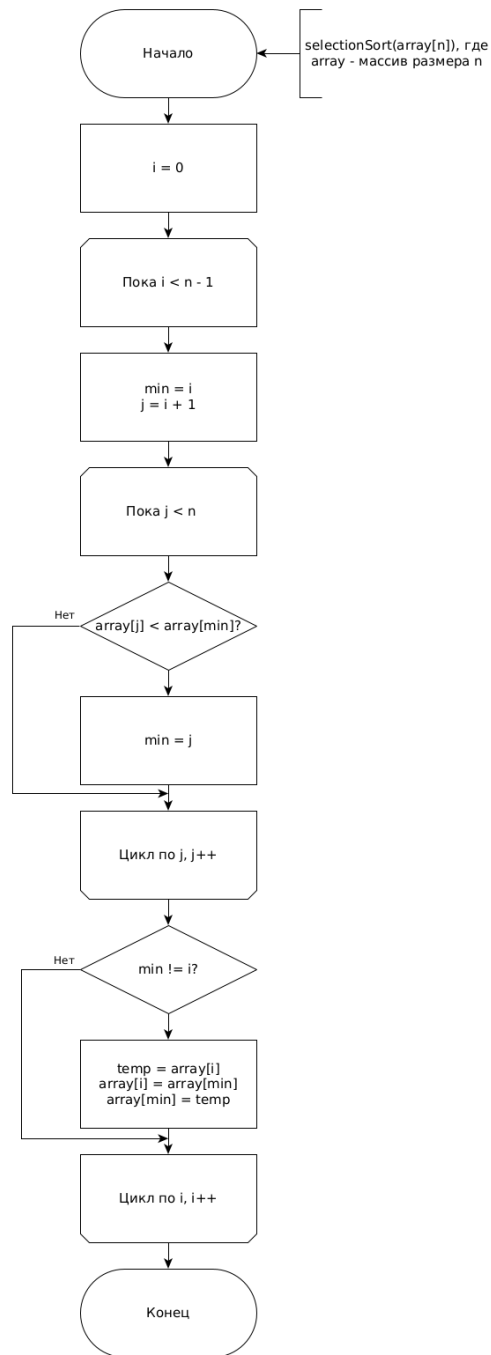 Начало
selectionSort(array[n]), где
array - массив размера n
i = 0
Пока i < n - 1
min = i
j = i + 1
Пока j < n
Нет
array[j] < array[min]?
min = j
Цикл по j, j++
Нет
min != i?
temp = array[i]
array[i] = array[min]
array[min] = temp
Цикл по i, i++
Конец